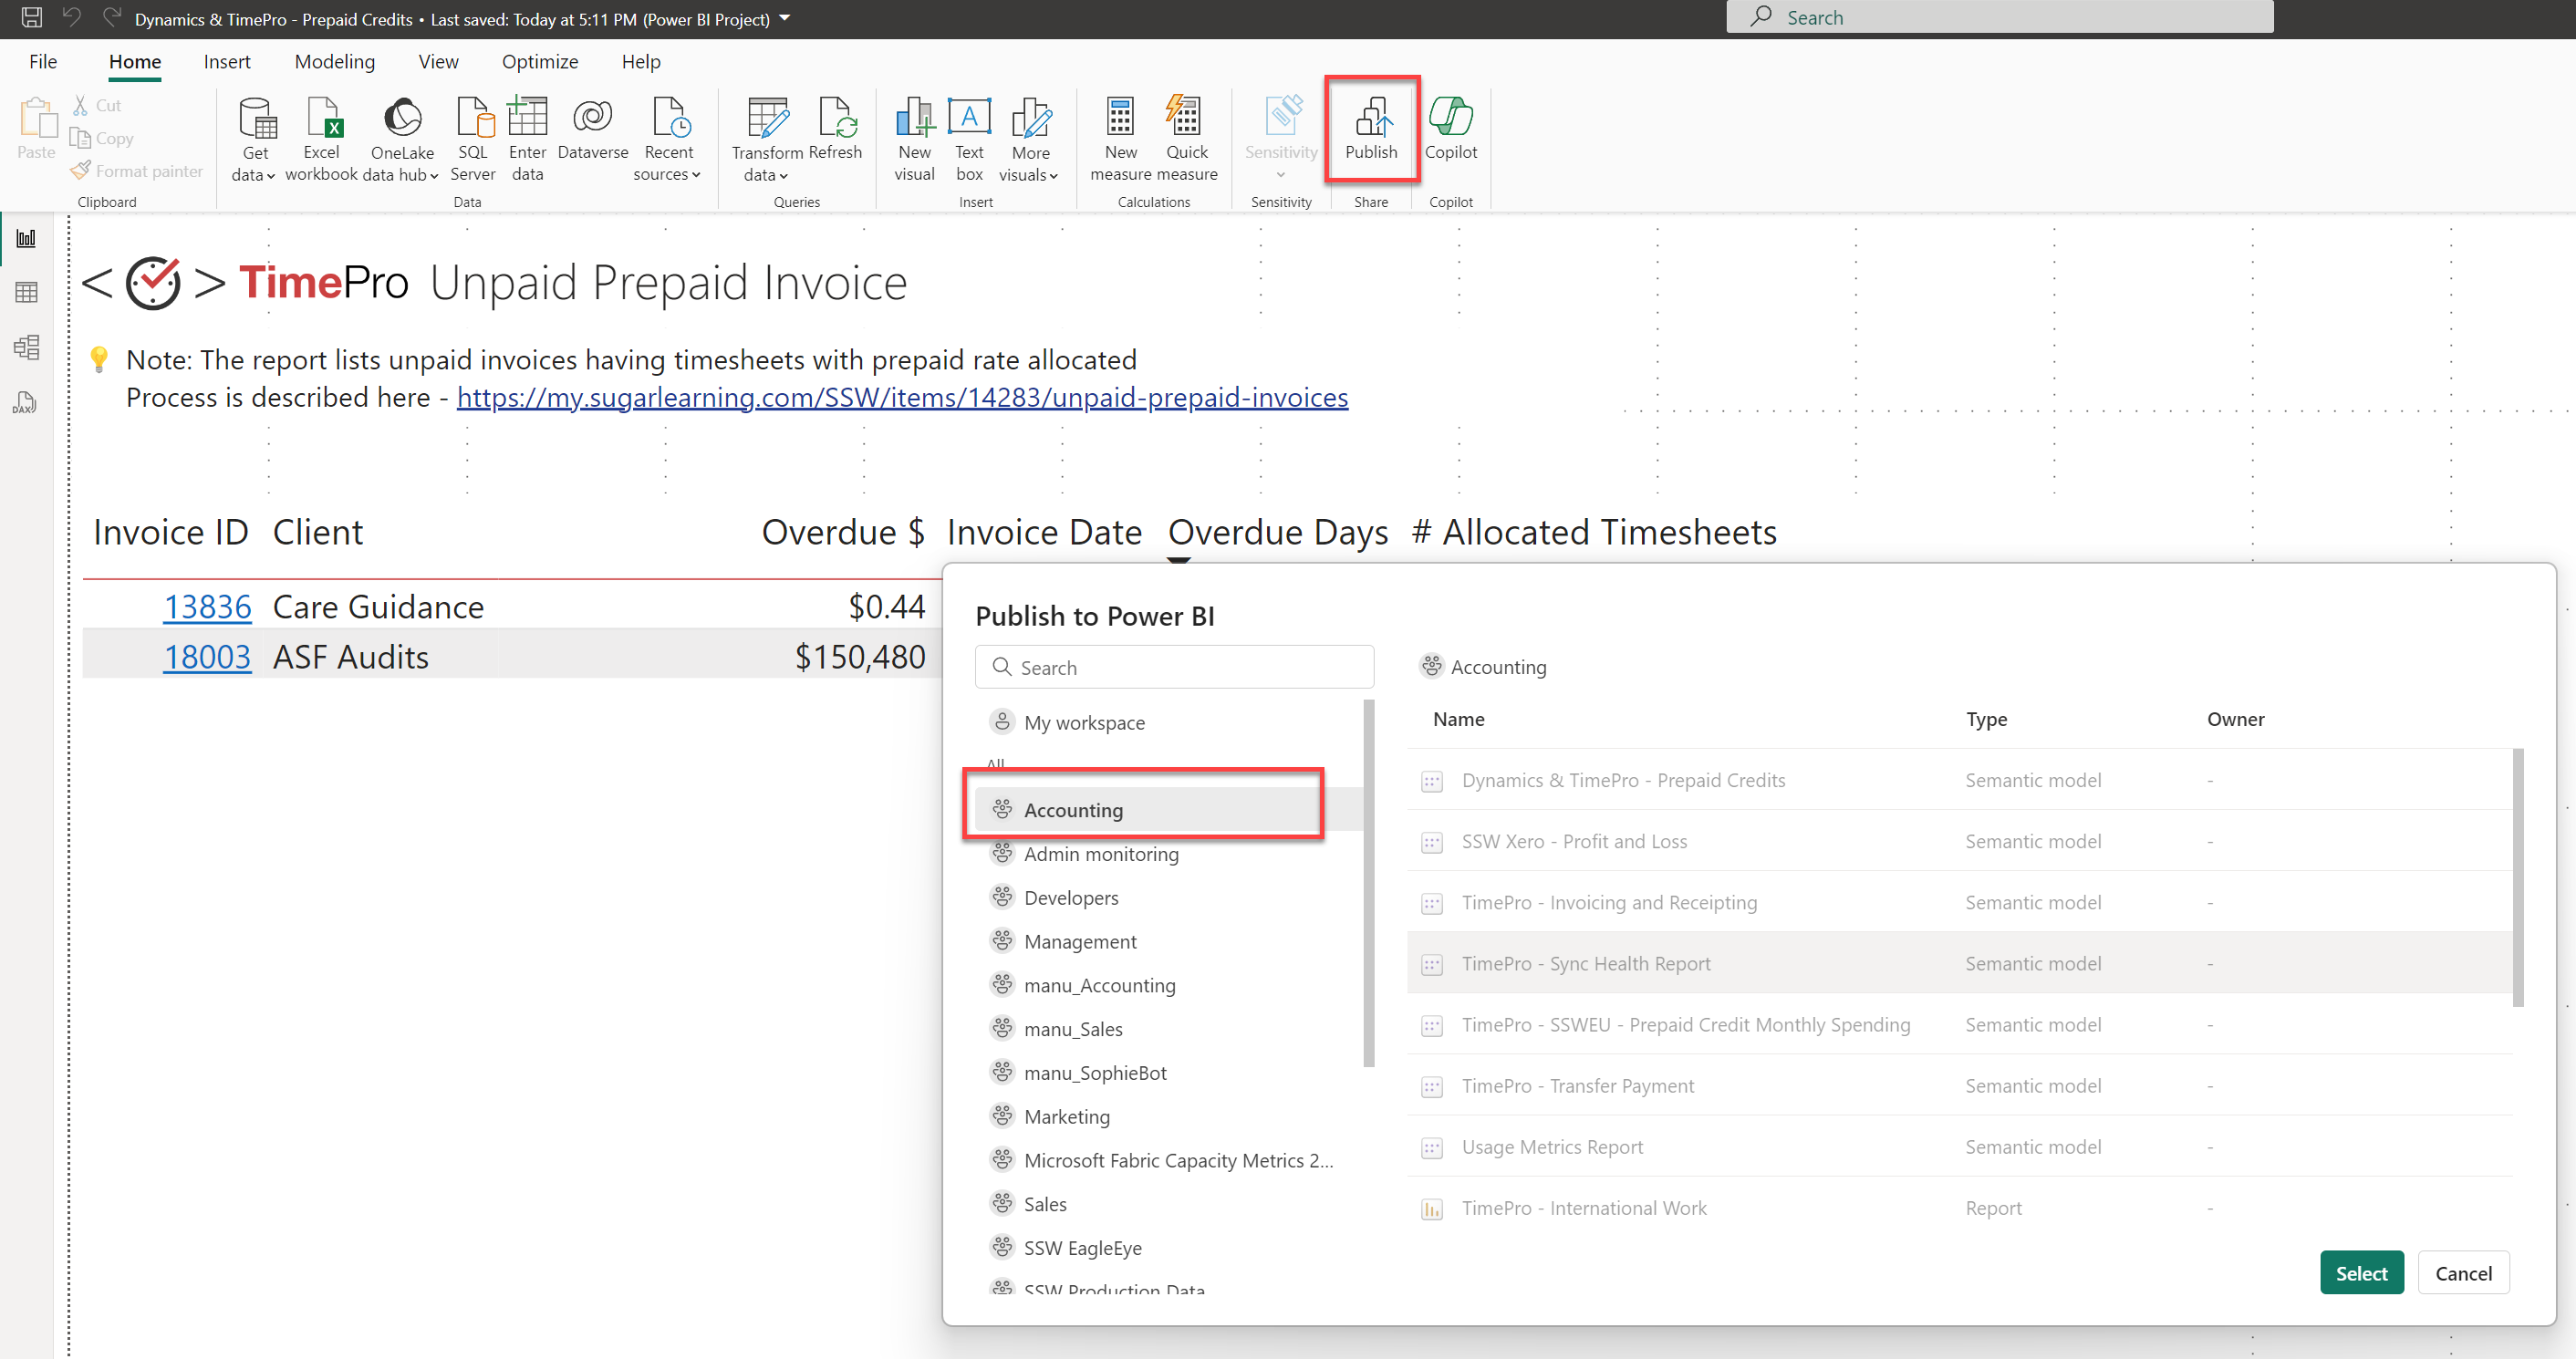 Dynamics & TimePro - Prepaid Credits • Last saved: Today at 5:11 PM (Power BI Project)
Search
File Home Insert Modeling View Optimize Help
Paste
Cut
Copy
Format painter
Clipboard
Get data
Excel workbook
OneLake data hub
SQL Server
Enter data
Dataverse
Recent sources
Data
Transform data
Refresh
Queries
New visual
Text box
More visuals
Insert
New measure
Quick measure
Calculations
Sensitivity
Sensitivity
Publish
Share
Copilot
Copilot
DAX
< > TimePro Unpaid Prepaid Invoice
Note: The report lists unpaid invoices having timesheets with prepaid rate allocated
Process is described here - https://my.sugarlearning.com/SSW/items/14283/unpaid-prepaid-invoices
Invoice ID Client Overdue $ Invoice Date Overdue Days # Allocated Timesheets
13836 Care Guidance $0.44
18003 ASF Audits $150,480
Publish to Power BI
Search
My workspace
All
Accounting
Admin monitoring
Developers
Management
manu_Accounting
manu_Sales
manu_SophieBot
Marketing
Microsoft Fabric Capacity Metrics 2...
Sales
SSW EagleEye
SSW Production Data
Accounting
Name Type Owner
Dynamics & TimePro - Prepaid Credits Semantic model -
SSW Xero - Profit and Loss Semantic model -
TimePro - Invoicing and Receipting Semantic model -
TimePro - Sync Health Report Semantic model -
TimePro - SSWEU - Prepaid Credit Monthly Spending Semantic model -
TimePro - Transfer Payment Semantic model -
Usage Metrics Report Semantic model -
TimePro - International Work Report -
Select Cancel